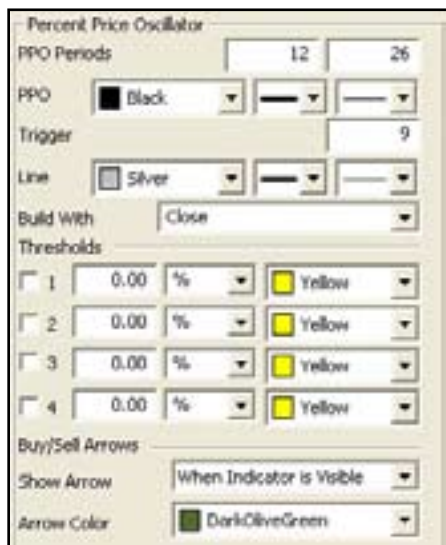 Percent Price Oscillator
PPO Periods 12 26
PPO Black
Trigger 9
Line Silver
Build With Close
Thresholds
1 0.00 % Yellow
2 0.00 % Yellow
3 0.00 % Yellow
4 0.00 % Yellow
Buy/Sell Arrows
Show Arrow When Indicator is Visible
Arrow Color DarkOliveGreen